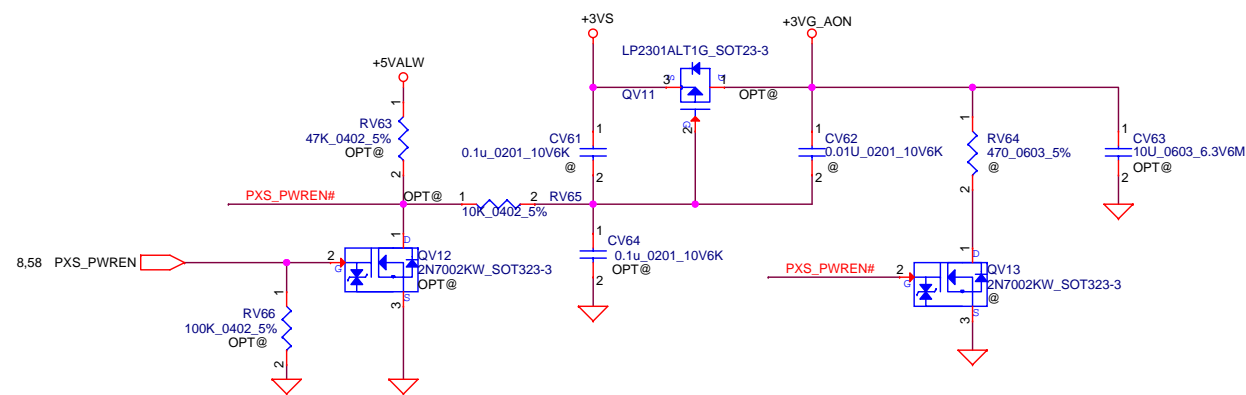 +3VS
+3VG_AON
LP2301ALT1G_SOT23-3
+5VALW
3
S
D
1
QV11
OPT@
G
2
1
RV63
47K_0402_5%
OPT@
2
1
CV61
0.1u_0201_10V6K
@
2
1
CV62
0.01U_0201_10V6K
@
2
1
RV64
470_0603_5%
@
2
1
CV63
10U_0603_6.3V6M
OPT@
2
PXS_PWREN#
OPT@
1
2
RV65
10K_0402_5%
1
CV64
0.1u_0201_10V6K
OPT@
2
8,58
PXS_PWREN
2
G
1
D
QV12
2N7002KW_SOT323-3
OPT@
S
3
PXS_PWREN#
2
G
1
D
QV13
2N7002KW_SOT323-3
@
S
3
1
RV66
100K_0402_5%
OPT@
2